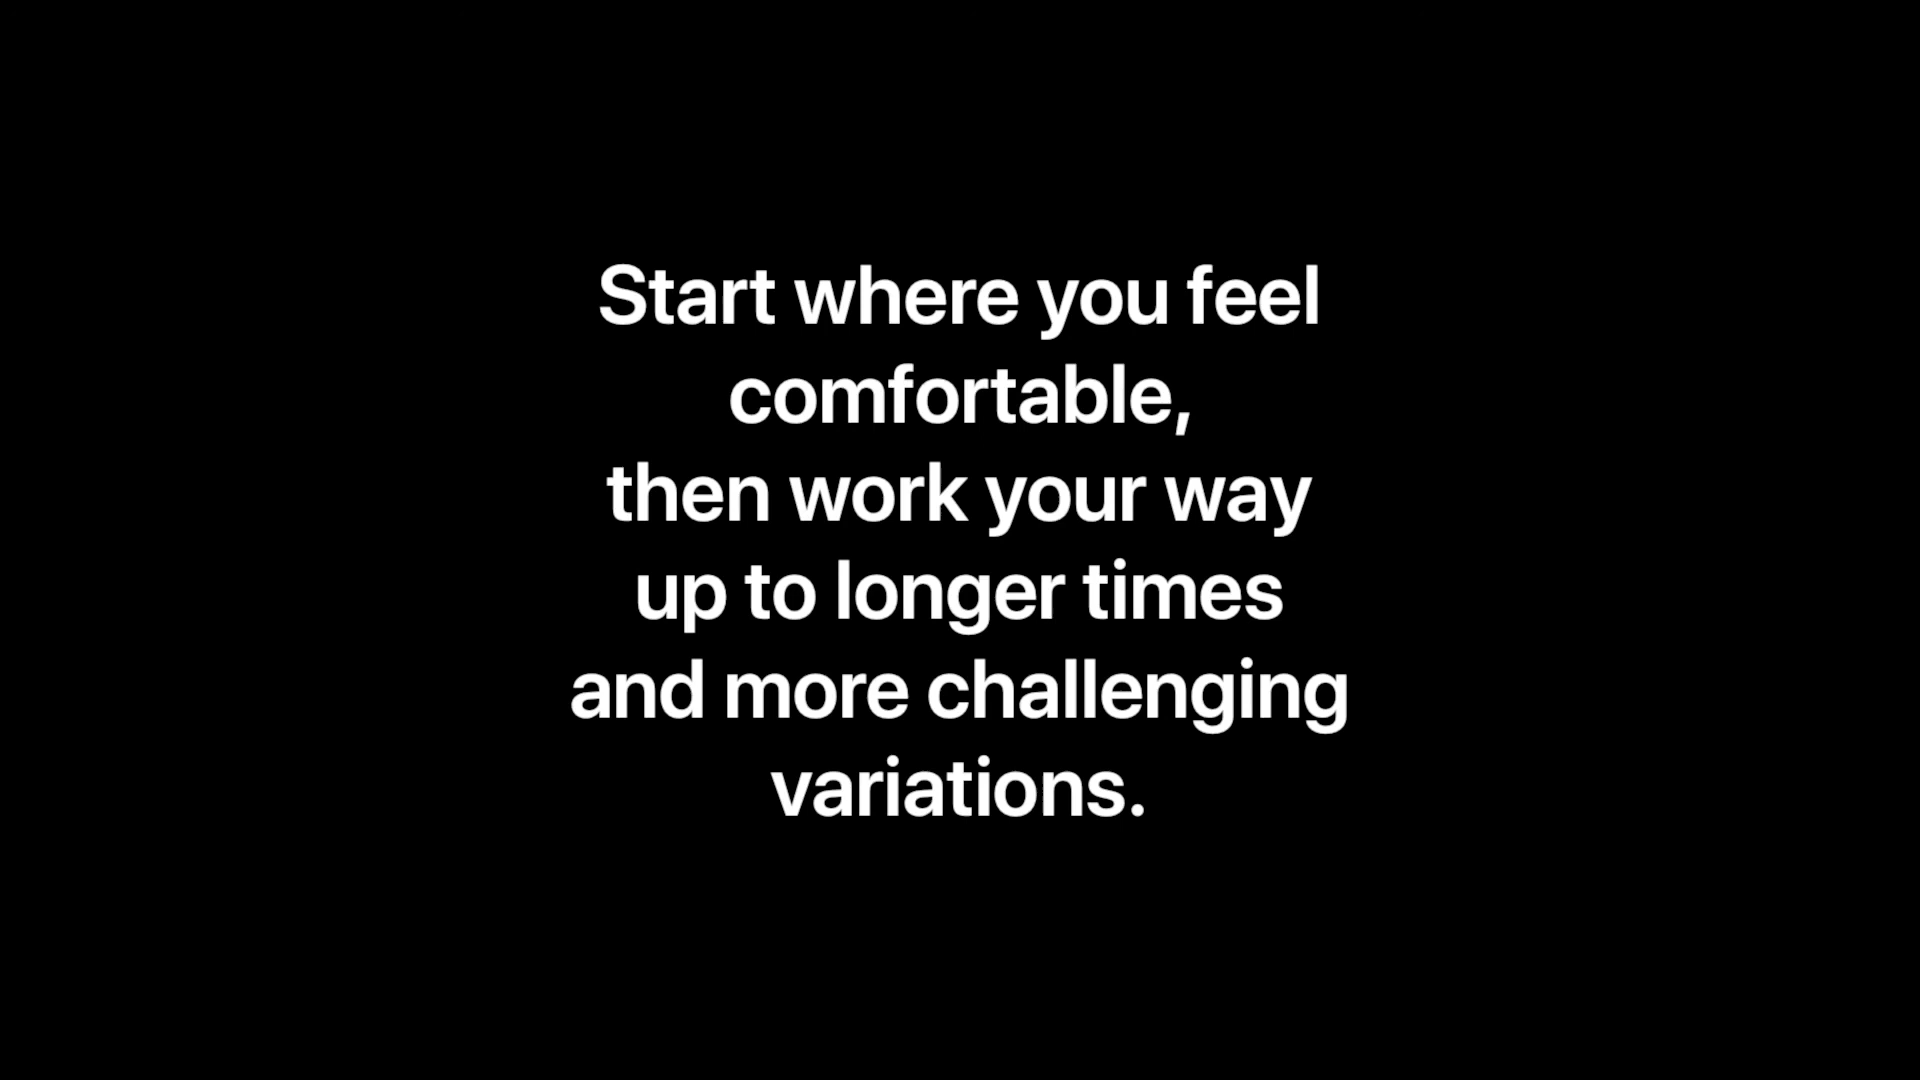 Start where you feel
comfortable,
then work your way
up to longer times
and more challenging
variations.